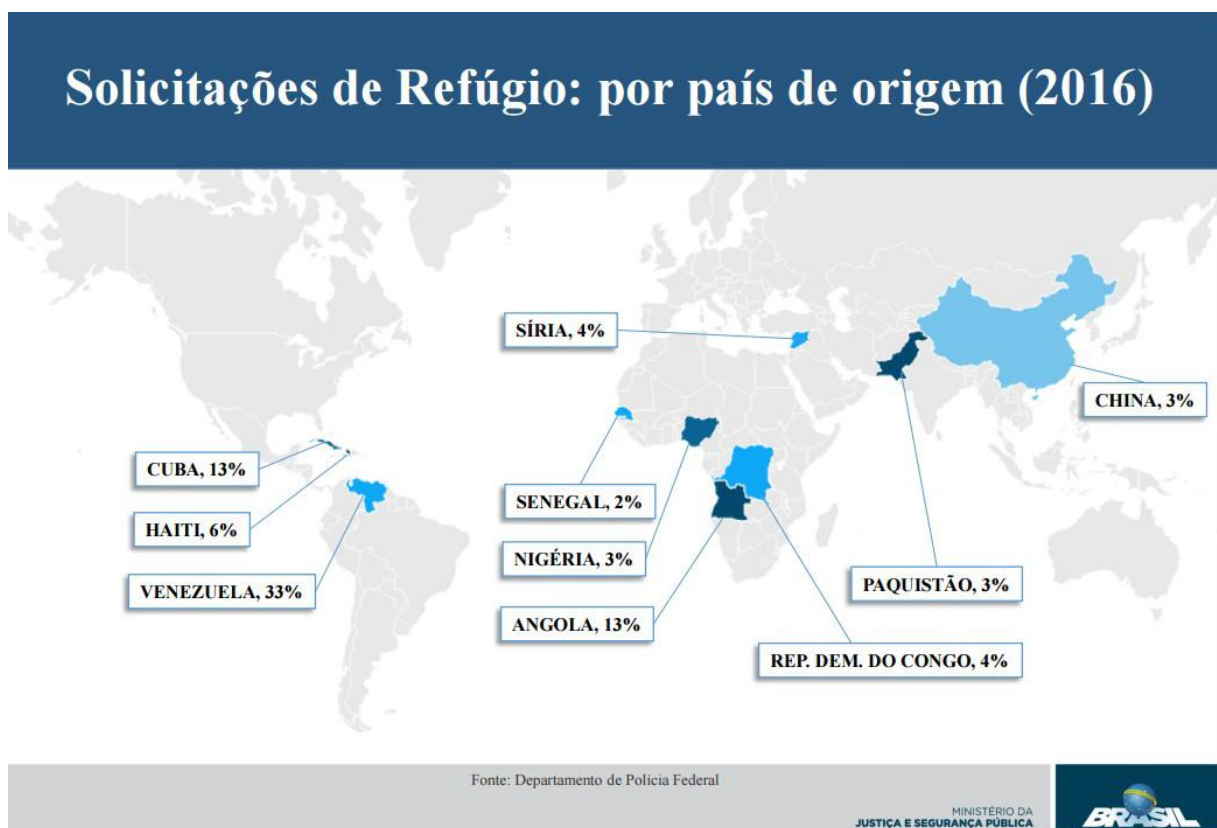 Solicitações de Refúgio: por país de origem (2016)
SÍRIA, 4%
CHINA, 3%
CUBA, 13%
HAITI, 6%
VENEZUELA, 33%
SENEGAL, 2%
NIGÉRIA, 3%
ANGOLA, 13%
PAQUISTÃO, 3%
REP. DEM. DO CONGO, 4%
Fonte: Departamento de Polícia Federal
MINISTÉRIO DA
JUSTIÇA E SEGURANÇA PÚBLICA
BRASIL